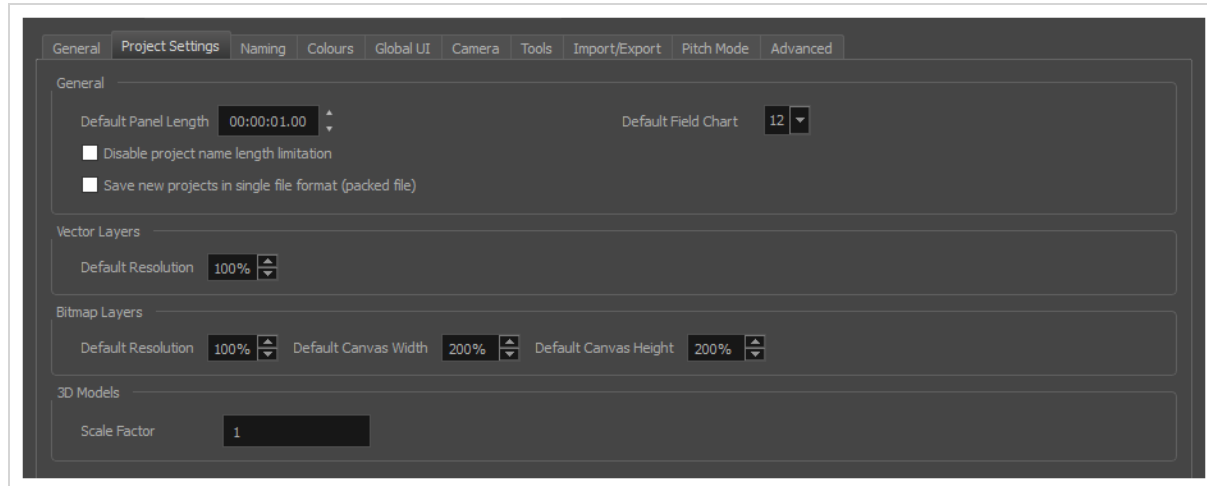 General Project Settings Naming Colours Global UI Camera Tools Import/Export Pitch Mode Advanced
General
Default Panel Length 00:00:01.00 Default Field Chart 12
Disable project name length limitation
Save new projects in single file format (packed file)
Vector Layers
Default Resolution 100%
Bitmap Layers
Default Resolution 100% Default Canvas Width 200% Default Canvas Height 200%
3D Models
Scale Factor 1